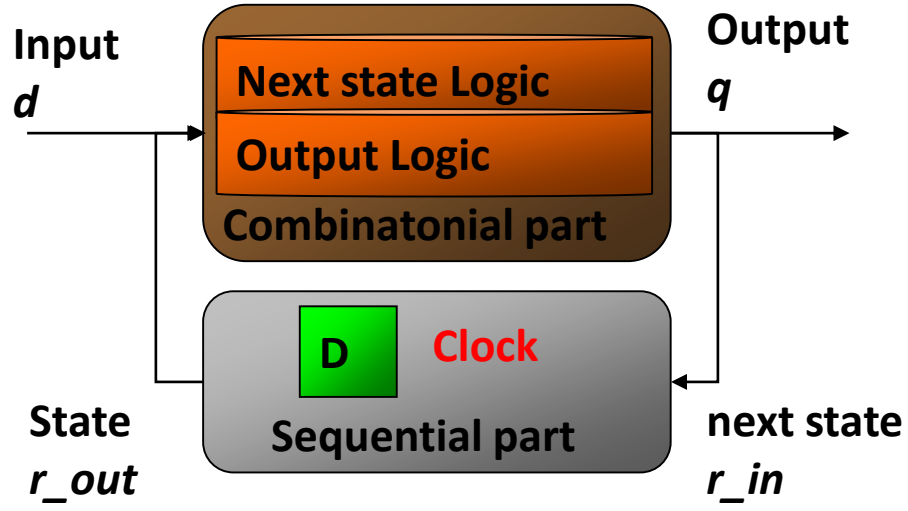 Input
d
Output
q
Next state Logic
Output Logic
Combinatonial part
D
Clock
Sequential part
State
r_out
next state
r_in